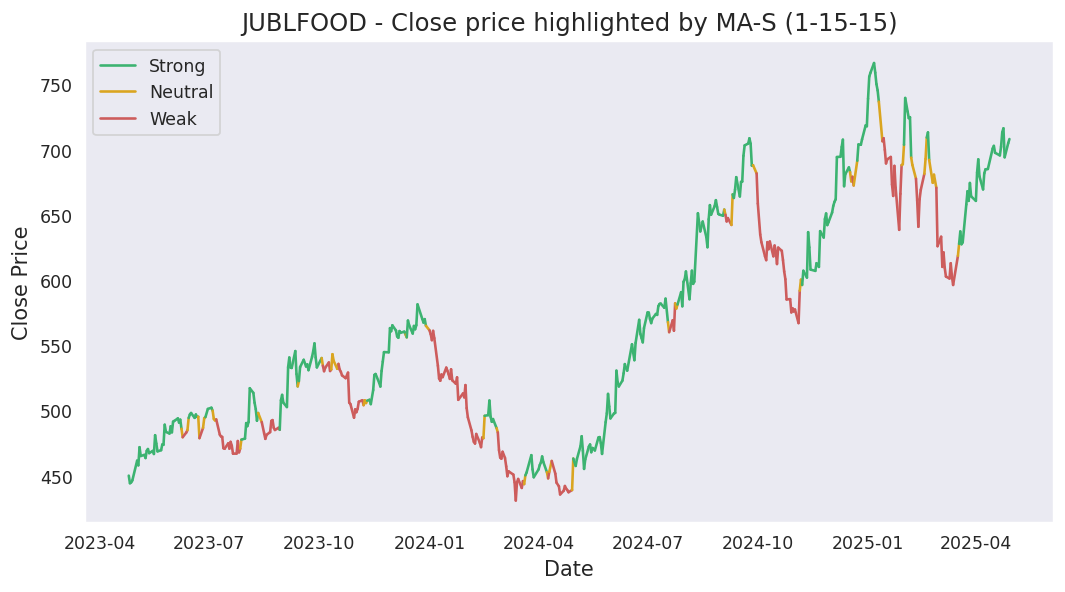 JUBLFOOD - Close price highlighted by MA-S (1-15-15)
Strong
Neutral
Weak
Close Price
750
700
650
600
550
500
450
2023-04 2023-07 2023-10 2024-01 2024-04 2024-07 2024-10 2025-01 2025-04
Date